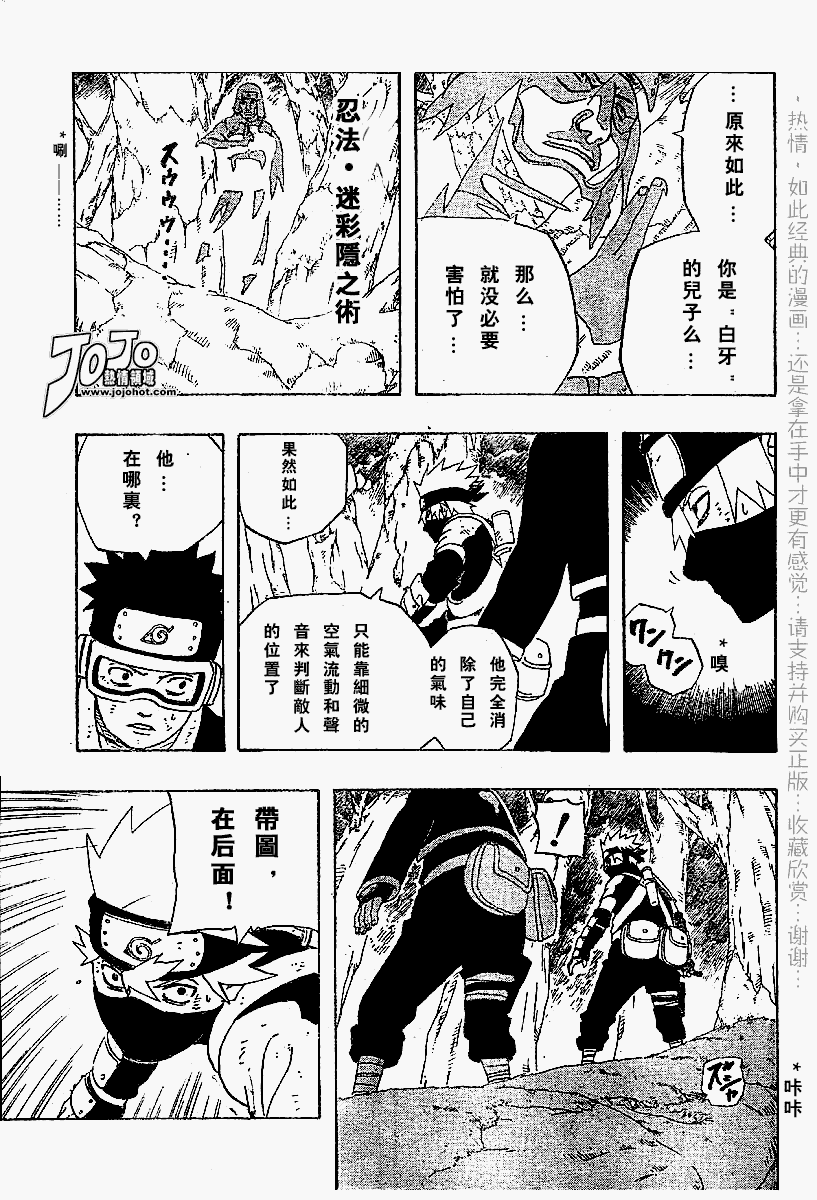 …原來如此…
你是"白牙"
的兒子么…
那么…
就没必要
害怕了…
忍法·迷彩隱之術
スゥゥゥ……
*唰——……
JOJO
熱情領域
www.jojohot.com
クンクン
*嗅
果然如此…
他完全消
除了自己
的氣味
只能靠細微的
空氣流動和聲
音來判斷敵人
的位置了
他…
在哪裏?
!
ズシャ
*咔咔
帶圖,
在后面!
、热情,如此经典的漫画…还是拿在手中才更有感觉…请支持并购买正版…收藏欣赏…谢谢…